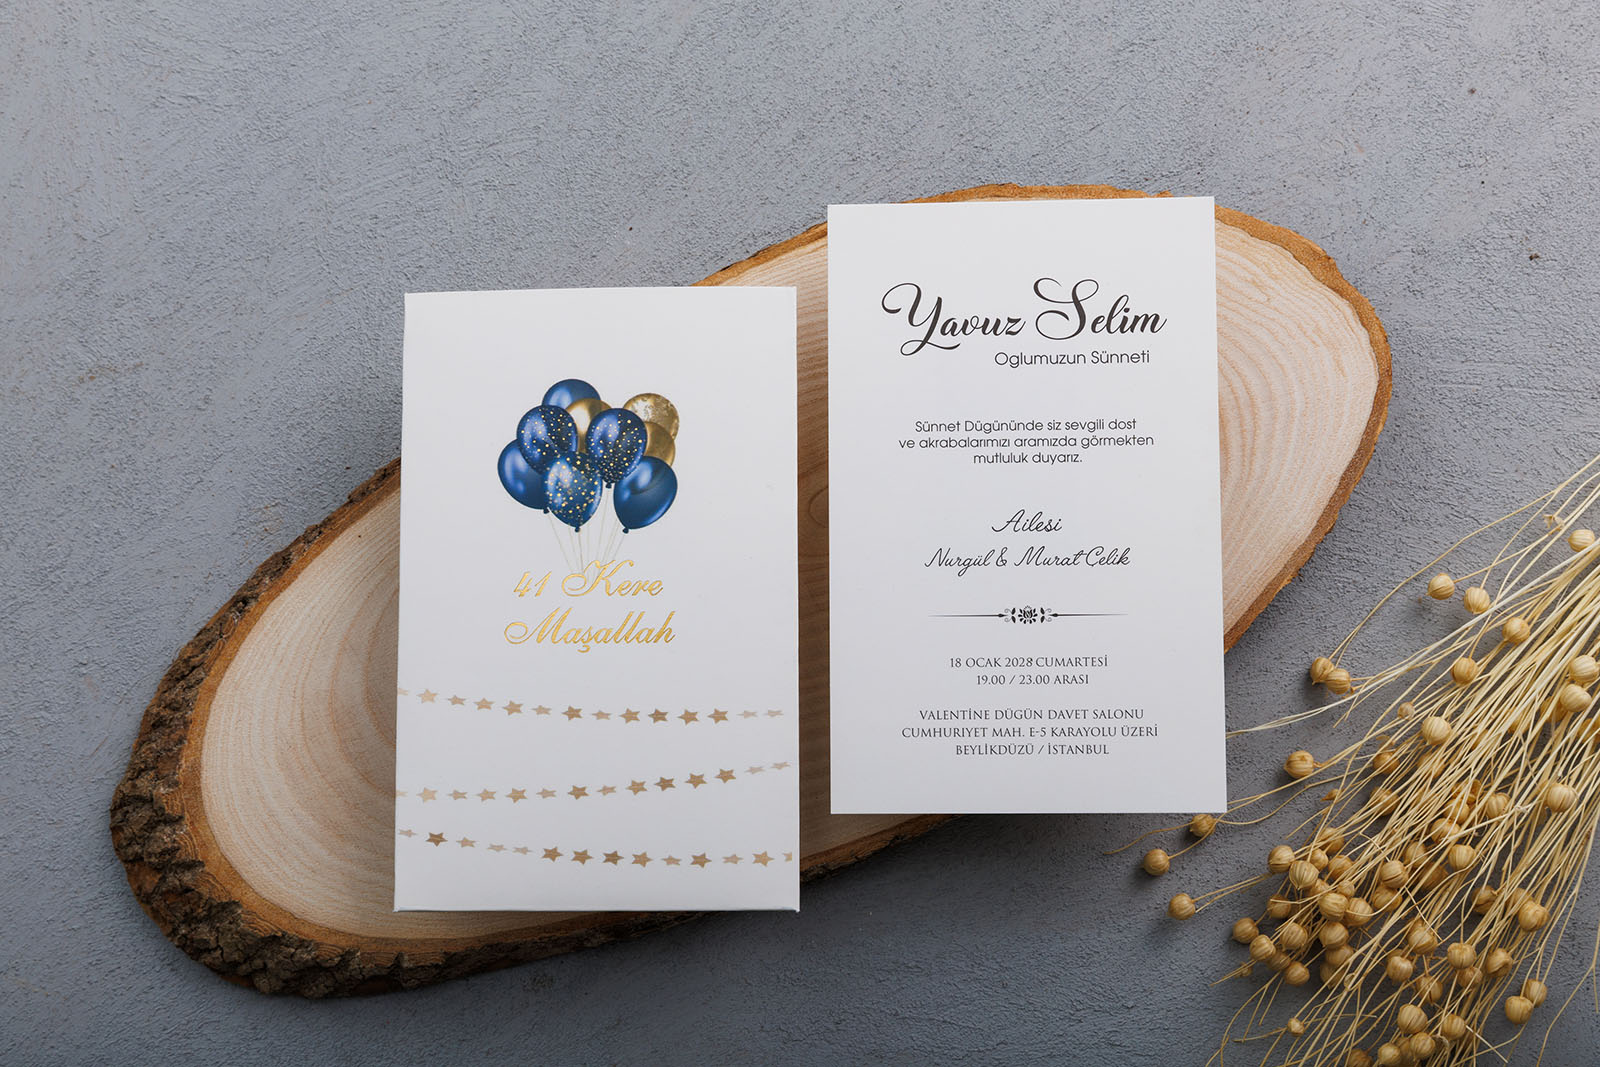 41 Kere
Maşallah
Yavuz Selim
Oglumuzun Sünneti
Sünnet Dügününde siz sevgili dost
ve akrabalarımızı aramızda görmekten
mutluluk duyarız.
Ailesi
Nurgül & Murat Çelik
18 OCAK 2028 CUMARTESİ
19.00 / 23.00 ARASI
VALENTİNE DÜGÜN DAVET SALONU
CUMHURIYET MAH. E-5 KARAYOLU ÜZERİ
BEYLİKDÜZÜ / İSTANBUL